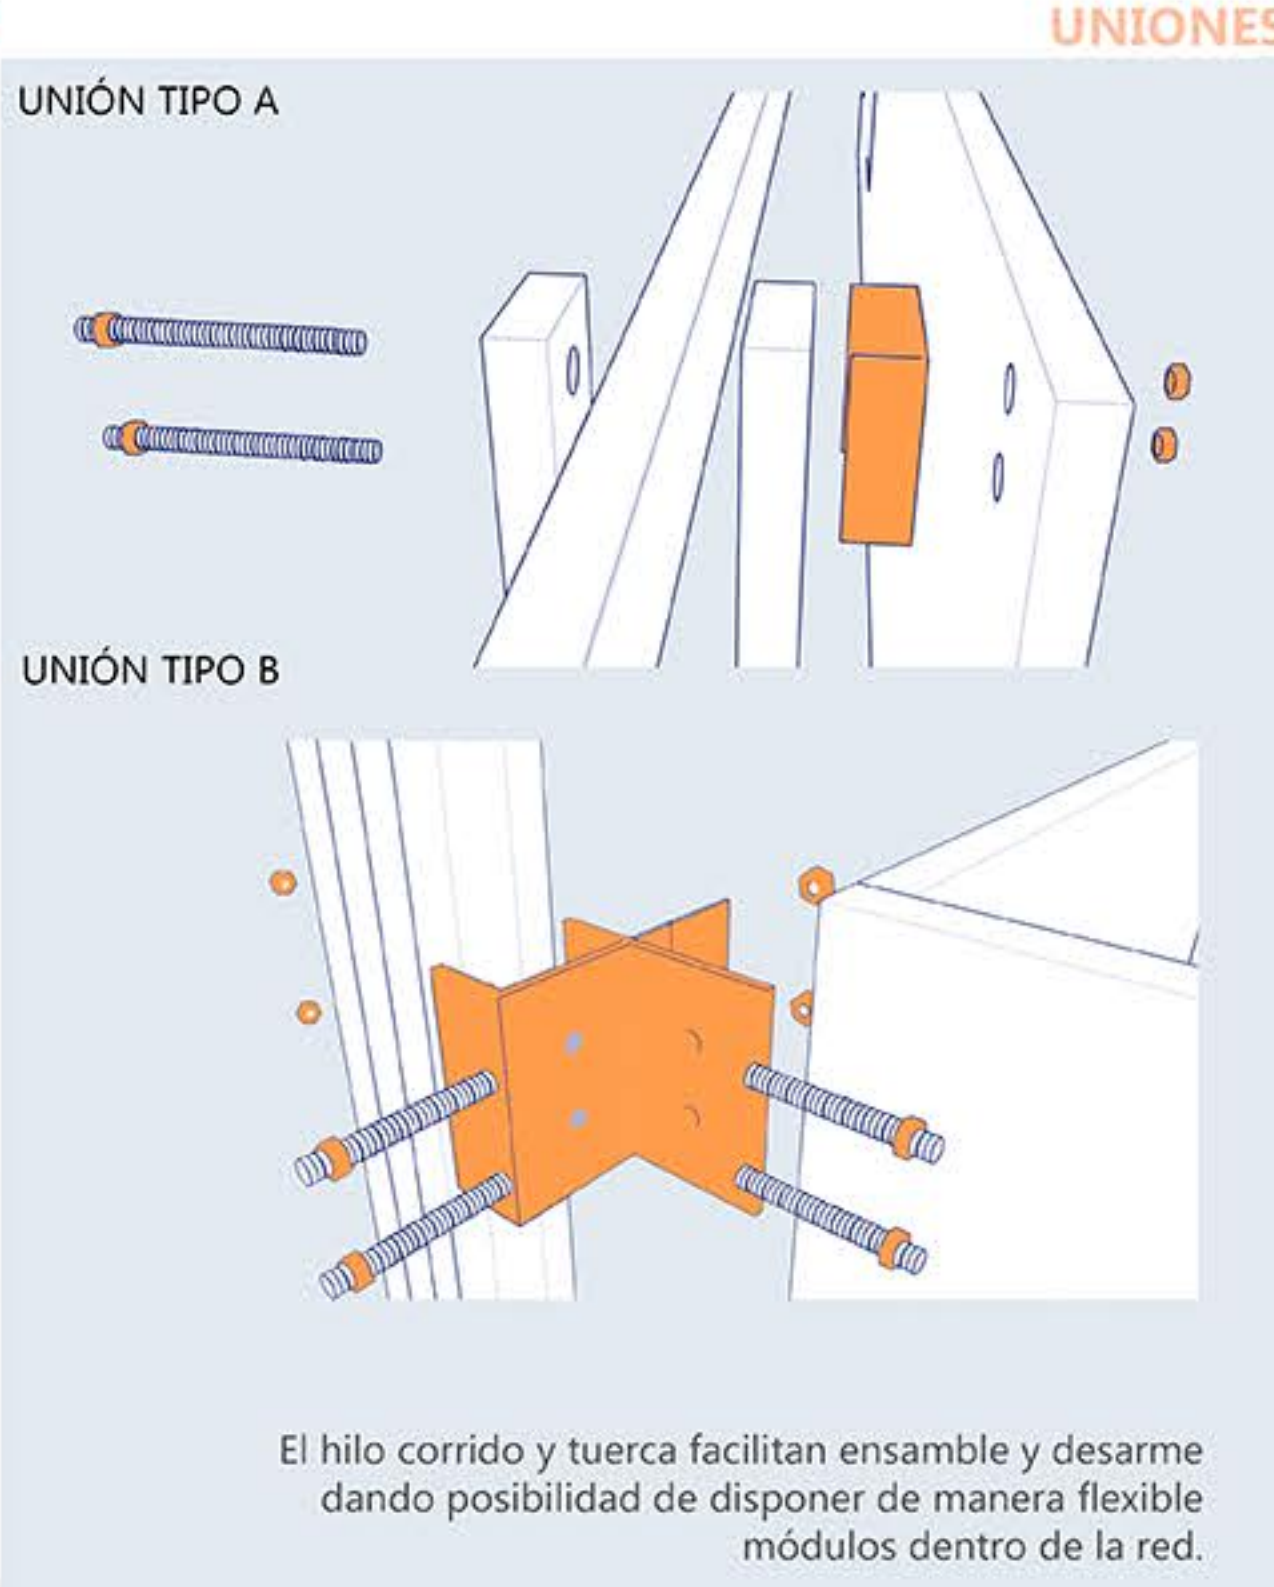 UNIONES
UNIÓN TIPO A
UNIÓN TIPO B
El hilo corrido y tuerca facilitan ensamble y desarme
dando posibilidad de disponer de manera flexible
módulos dentro de la red.